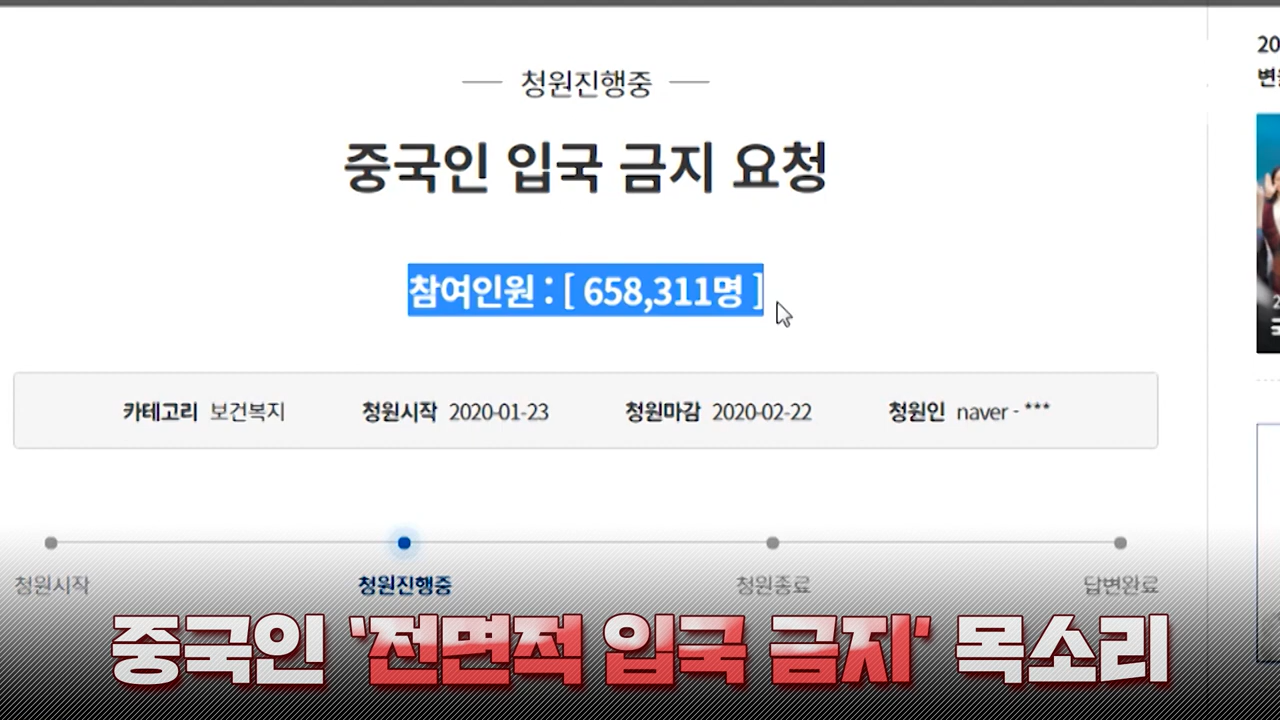 청원진행중
중국인 입국 금지 요청
참여인원 : [ 658,311명 ]
카테고리 보건복지 청원시작 2020-01-23 청원마감 2020-02-22 청원인 naver - ***
청원시작 청원진행중 청원종료 답변완료
중국인 '전면적 입국 금지' 목소리
20